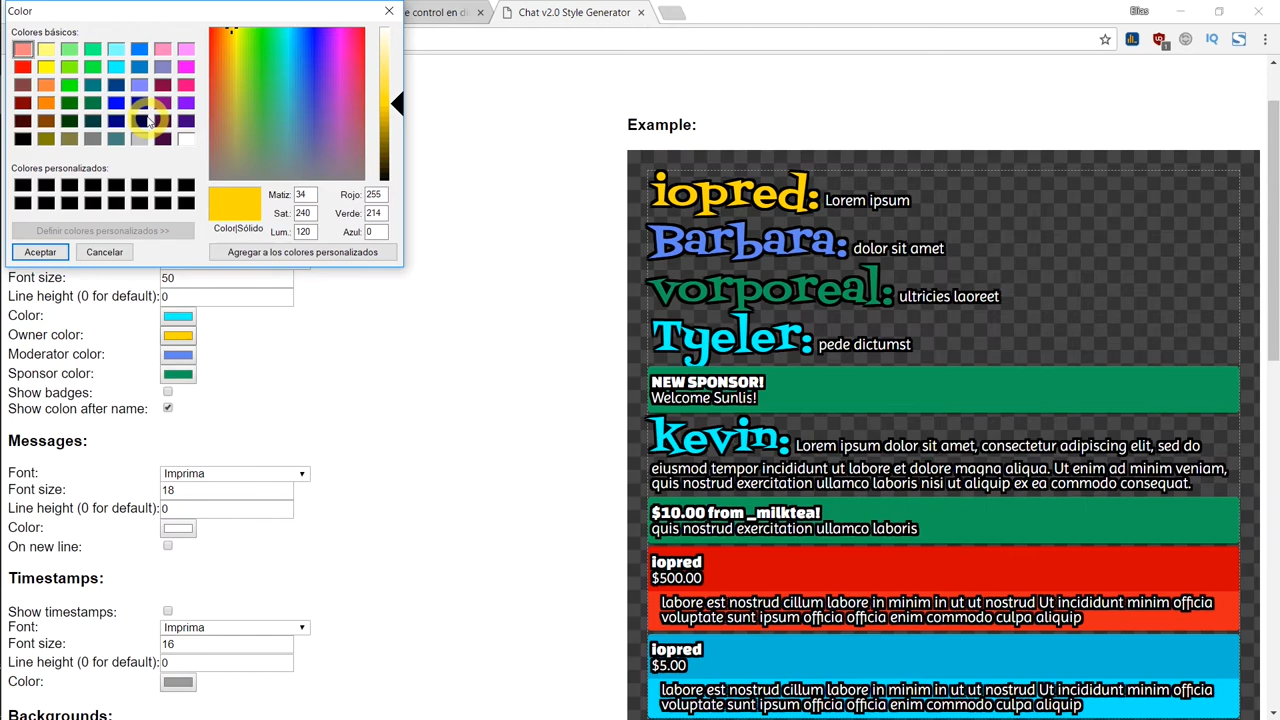 Color
e control en di
Chat v2.0 Style Generator
Elias
Colores básicos:
Colores personalizados:
Definir colores personalizados >>
Aceptar
Cancelar
Matiz: 34
Rojo: 255
Sat.: 240
Verde: 214
Color|Sólido
Lum.: 120
Azul: 0
Agregar a los colores personalizados
Font size: 50
Line height (0 for default): 0
Color:
Owner color:
Moderator color:
Sponsor color:
Show badges:
Show colon after name:
Messages:
Font: Imprima
Font size: 18
Line height (0 for default): 0
Color:
On new line:
Timestamps:
Show timestamps:
Font: Imprima
Font size: 16
Line height (0 for default): 0
Color:
Backgrounds:
Example:
iopred: Lorem ipsum
Barbara: dolor sit amet
vorporeal: ultricies laoreet
Tyeler: pede dictumst
NEW SPONSOR!
Welcome Sunlis!
kevin: Lorem ipsum dolor sit amet, consectetur adipiscing elit, sed do
eiusmod tempor incididunt ut labore et dolore magna aliqua. Ut enim ad minim veniam,
quis nostrud exercitation ullamco laboris nisi ut aliquip ex ea commodo consequat.
$10.00 from _milktea!
quis nostrud exercitation ullamco laboris
iopred
$500.00
labore est nostrud cillum labore in minim in ut ut nostrud Ut incididunt minim officia
voluptate sunt ipsum officia officia enim commodo culpa aliquip
iopred
$5.00
labore est nostrud cillum labore in minim in ut ut nostrud Ut incididunt minim officia
voluptate sunt ipsum officia officia enim commodo culpa aliquip